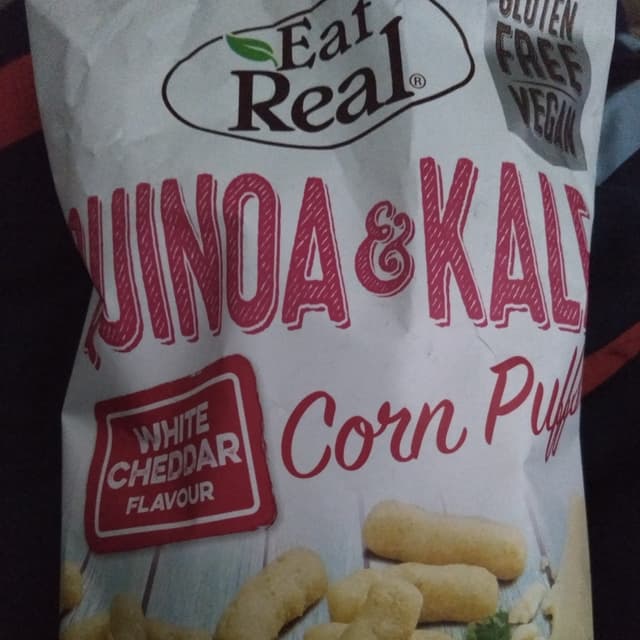 Eat
Real®
GLUTEN
FREE
VEGAN
QUINOA & KALE
Corn Puffs
WHITE
CHEDDAR
FLAVOUR